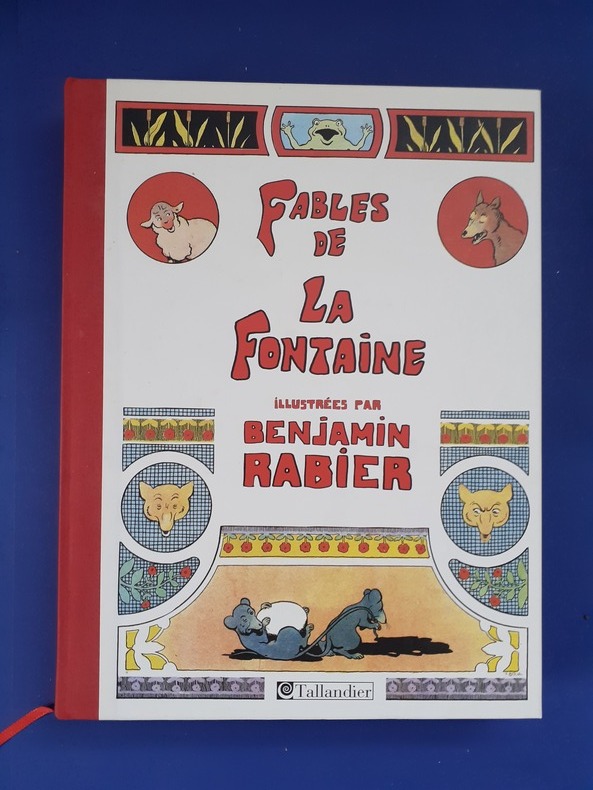 FABLES
DE
LA
FONTAINE
ILLUSTRÉES PAR
BENJAMIN
RABIER
Tallandier